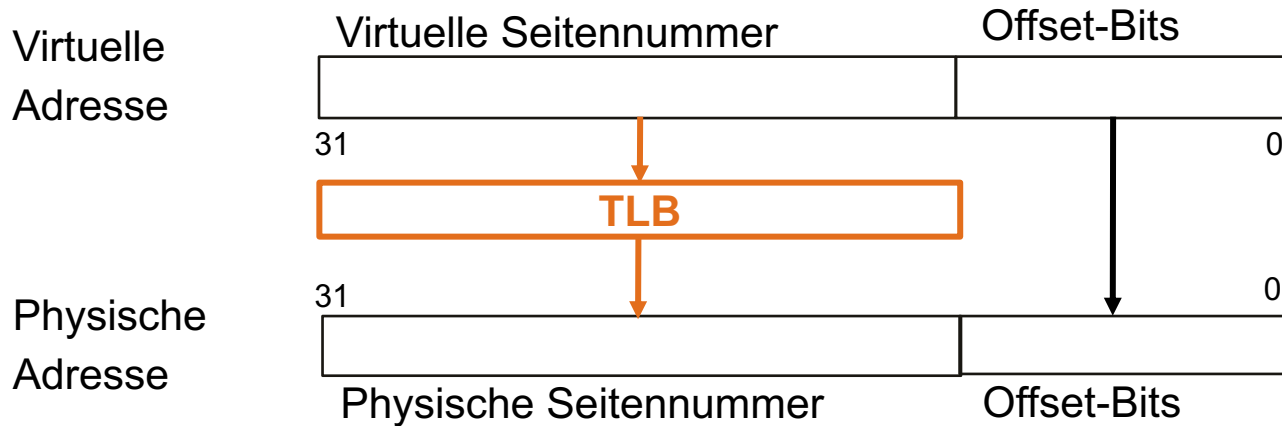 Virtuelle Adresse
Virtuelle Seitennummer
Offset-Bits
31
0
TLB
Physische Adresse
31
0
Physische Seitennummer
Offset-Bits